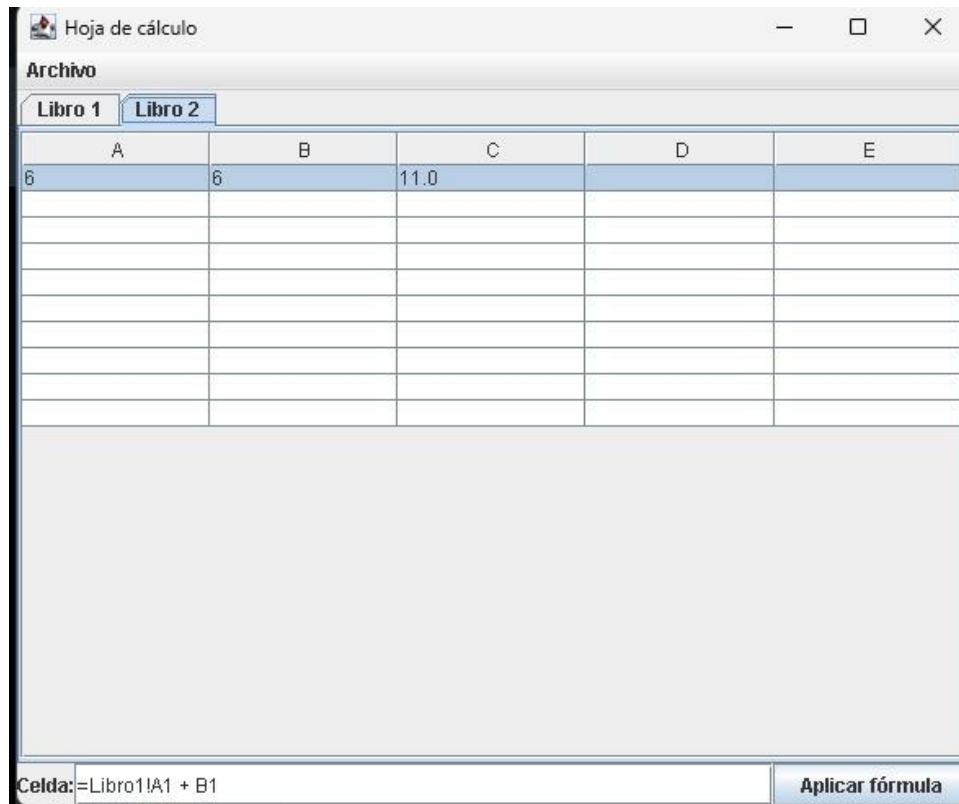 Hoja de cálculo
Archivo
Libro 1 Libro 2
A B C D E
6 6 11.0
Celda: =Libro1!A1 + B1 Aplicar fórmula